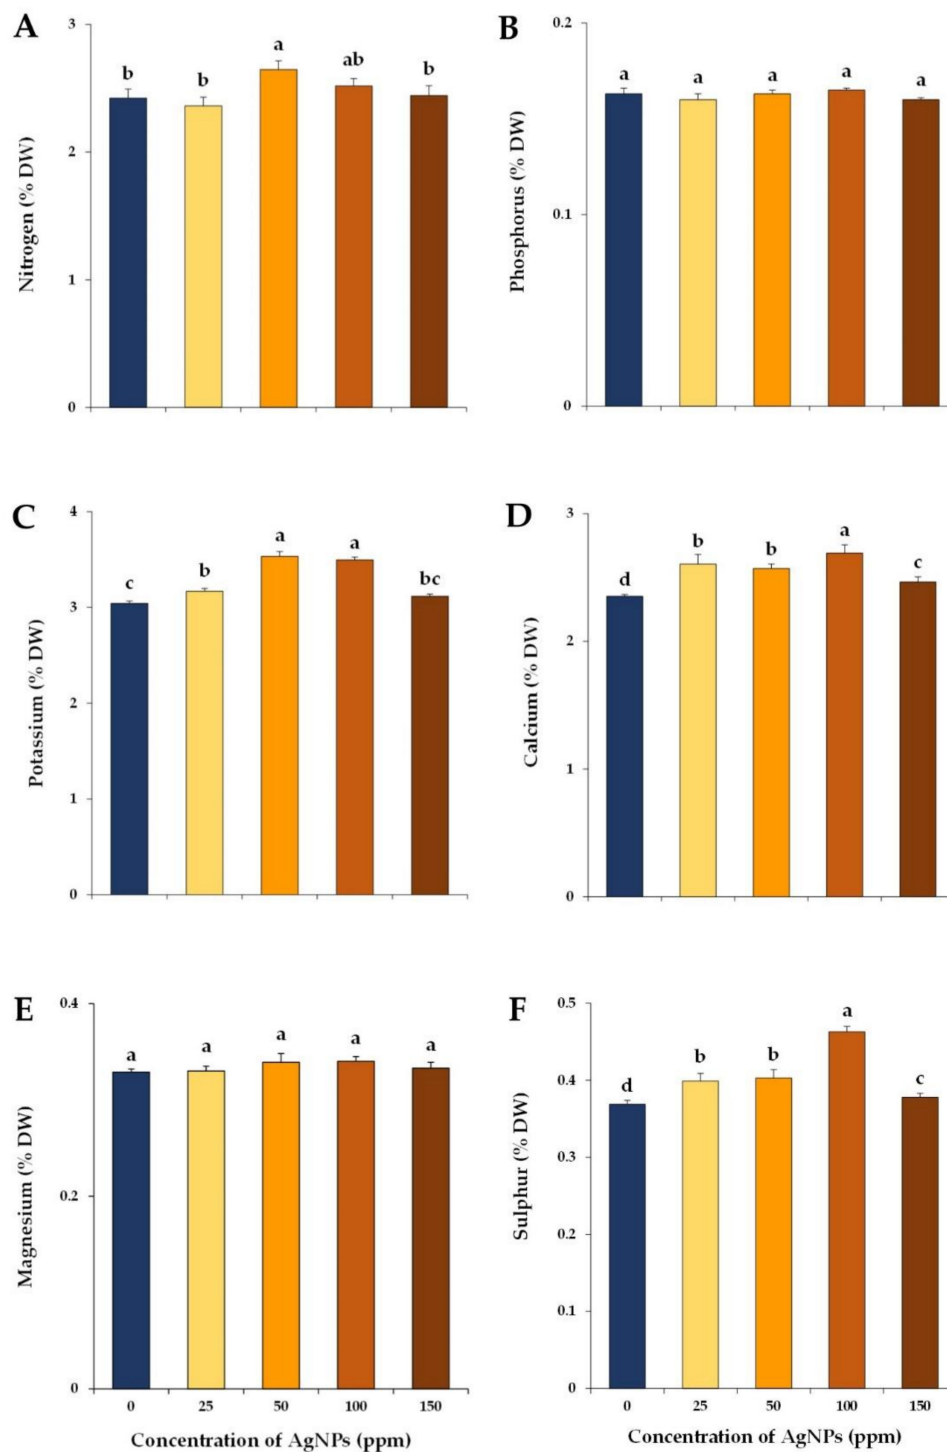 A
Nitrogen (% DW)
3
2
1
0
b
b
a
ab
b
B
Phosphorus (% DW)
0.2
0.1
0
a
a
a
a
a
C
Potassium (% DW)
4
3
2
1
0
c
b
a
a
bc
D
Calcium (% DW)
3
2
1
0
d
b
b
a
c
E
Magnesium (% DW)
0.4
0.2
0
a
a
a
a
a
0 25 50 100 150
Concentration of AgNPs (ppm)
F
Sulphur (% DW)
0.5
0.4
0.3
0.2
0.1
0
d
b
b
a
c
0 25 50 100 150
Concentration of AgNPs (ppm)